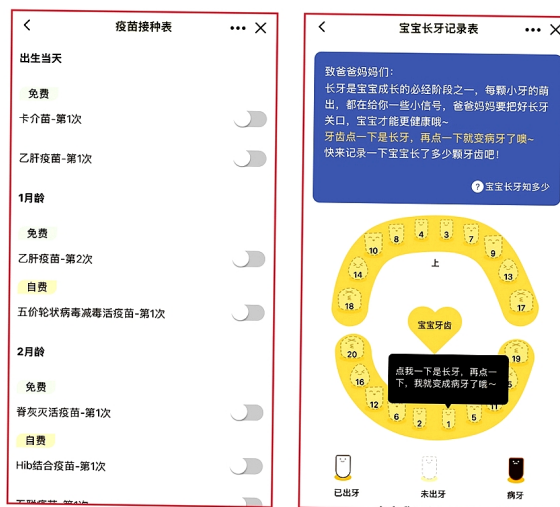 疫苗接种表
出生当天
免费
卡介苗-第1次
乙肝疫苗-第1次
1月龄
免费
乙肝疫苗-第2次
自费
五价轮状病毒减毒活疫苗-第1次
2月龄
免费
脊灰灭活疫苗-第1次
自费
Hib结合疫苗-第1次
宝宝长牙记录表
致爸爸妈妈们：
长牙是宝宝成长的必经阶段之一，每颗小牙的萌
出，都在给你一些小信号，爸爸妈妈要把好长牙
关口，宝宝才能更健康哦~
牙齿点一下是长牙，再点一下就变病牙了噢~
快来记录一下宝宝长了多少颗牙齿吧！
? 宝宝长牙知多少
10 8 4 3 7 9
上
14 13
18 17
宝宝牙齿
20 19
点我一下是长牙，再点一
下，我就变成病牙了哦～
16
12 11
6 2 1 5
已出牙 未出牙 病牙